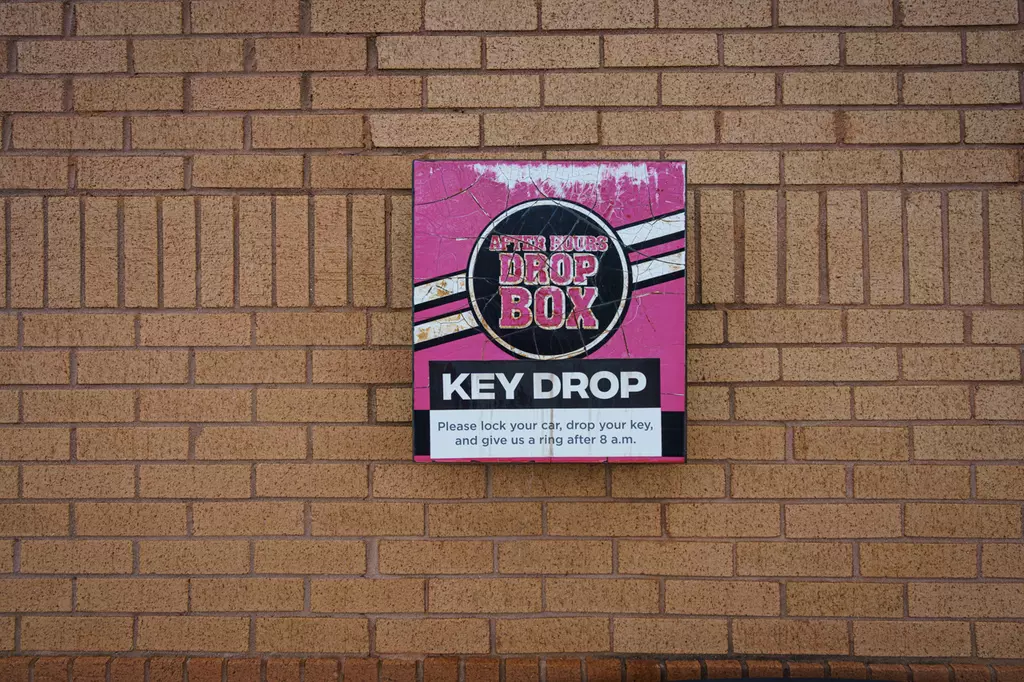 AFTER HOURS
DROP
BOX
KEY DROP
Please lock your car, drop your key,
and give us a ring after 8 a.m.